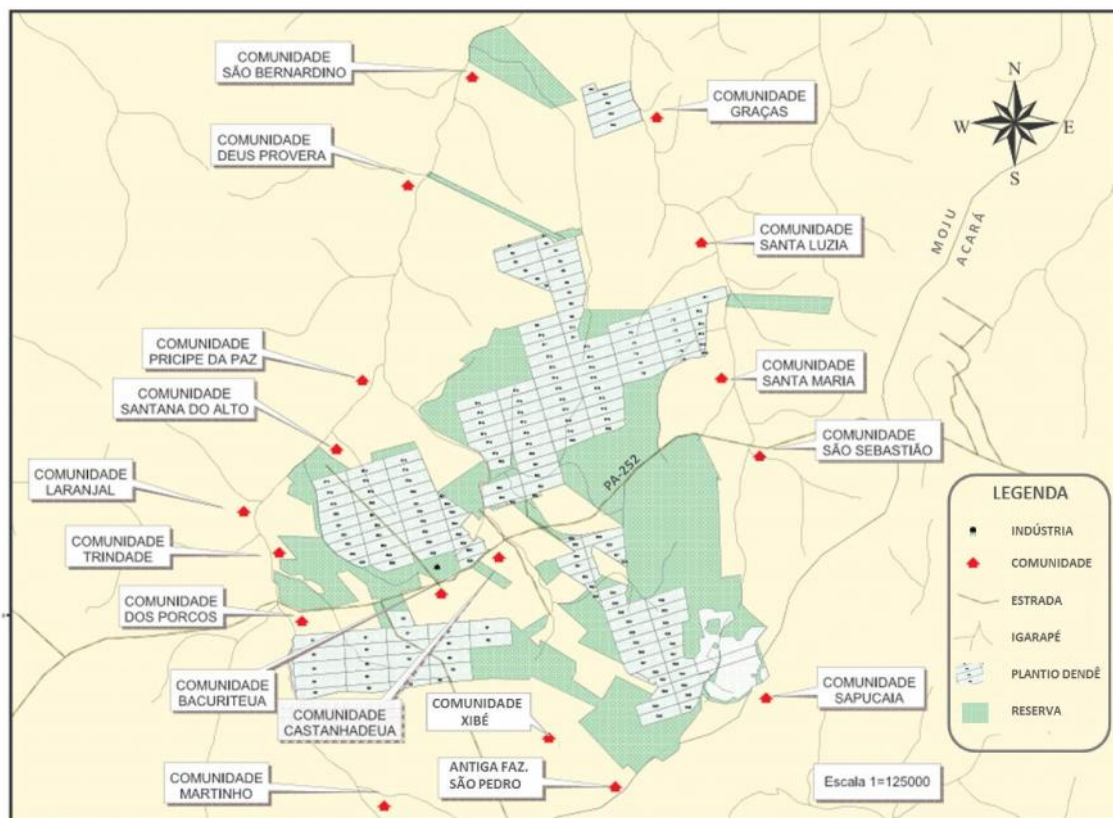 COMUNIDADE
SÃO BERNARDINO
COMUNIDADE
GRAÇAS
N
W
E
S
COMUNIDADE
DEUS PROVERA
COMUNIDADE
SANTA LUZIA
MOJU
ACARÁ
COMUNIDADE
PRICIPE DA PAZ
COMUNIDADE
SANTA MARIA
COMUNIDADE
SANTANA DO ALTO
COMUNIDADE
SÃO SEBASTIÃO
PA-252
COMUNIDADE
LARANJAL
COMUNIDADE
TRINDADE
COMUNIDADE
DOS PORCOS
COMUNIDADE
BACURITEUA
COMUNIDADE
CASTANHADEUA
COMUNIDADE
XIBÉ
COMUNIDADE
SAPUCAIA
COMUNIDADE
MARTINHO
ANTIGA FAZ.
SÃO PEDRO
LEGENDA
INDÚSTRIA
COMUNIDADE
ESTRADA
IGARAPÉ
PLANTIO DENDÊ
RESERVA
Escala 1=125000